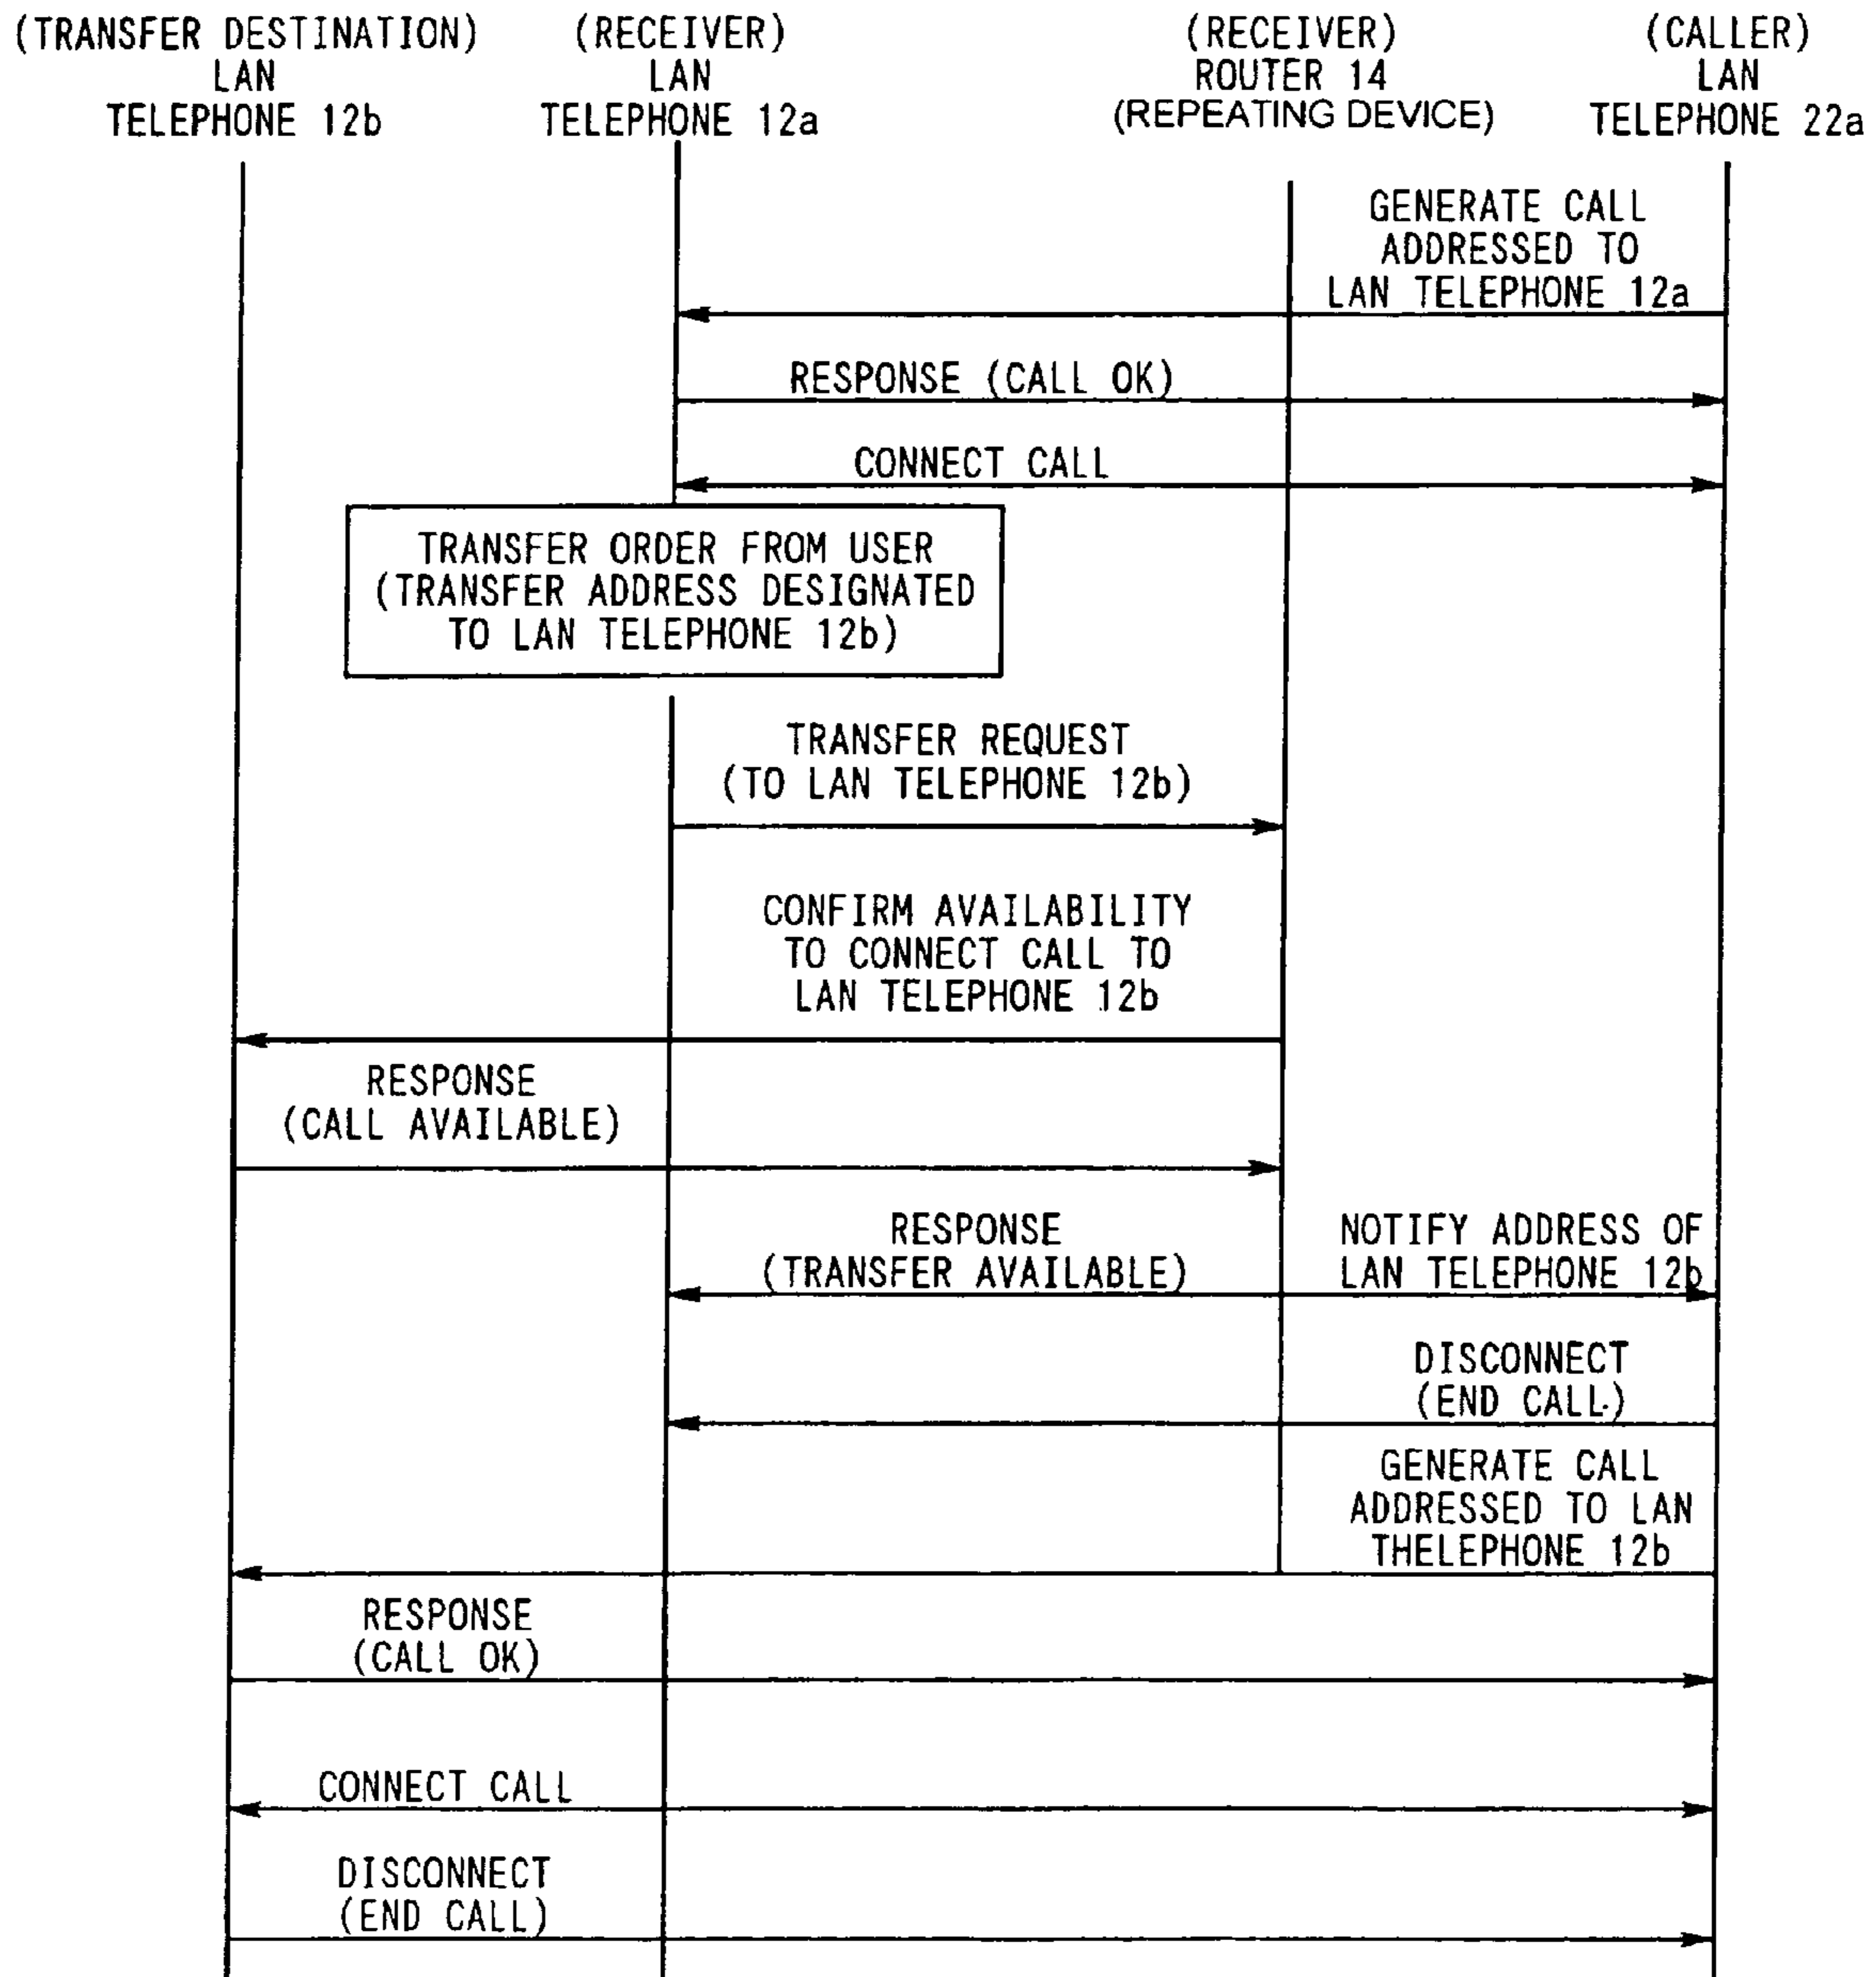 (TRANSFER DESTINATION)
LAN
TELEPHONE 12b
(RECEIVER)
LAN
TELEPHONE 12a
(RECEIVER)
ROUTER 14
(REPEATING DEVICE)
(CALLER)
LAN
TELEPHONE 22a
GENERATE CALL
ADDRESSED TO
LAN TELEPHONE 12a
RESPONSE (CALL OK)
CONNECT CALL
TRANSFER ORDER FROM USER
(TRANSFER ADDRESS DESIGNATED
TO LAN TELEPHONE 12b)
TRANSFER REQUEST
(TO LAN TELEPHONE 12b)
CONFIRM AVAILABILITY
TO CONNECT CALL TO
LAN TELEPHONE 12b
RESPONSE
(CALL AVAILABLE)
RESPONSE
(TRANSFER AVAILABLE)
NOTIFY ADDRESS OF
LAN TELEPHONE 12b
DISCONNECT
(END CALL)
GENERATE CALL
ADDRESSED TO LAN
THELEPHONE 12b
RESPONSE
(CALL OK)
CONNECT CALL
DISCONNECT
(END CALL)